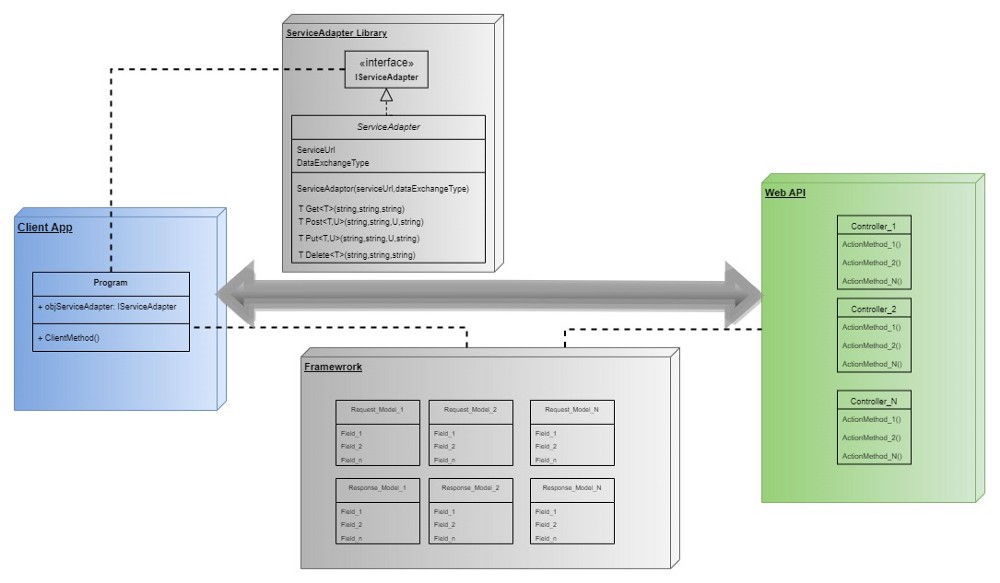 ServiceAdapter Library
«interface»
IServiceAdapter
ServiceAdapter
ServiceUrl
DataExchangeType
ServiceAdaptor(serviceUrl,dataExchangeType)
T Get<T>(string,string,string)
T Post<T,U>(string,string,U,string)
T Put<T,U>(string,string,U,string)
T Delete<T>(string,string,string)
Client App
Program
+ objServiceAdapter: IServiceAdapter
+ ClientMethod()
Web API
Controller_1
ActionMethod_1()
ActionMethod_2()
ActionMethod_N()
Controller_2
ActionMethod_1()
ActionMethod_2()
ActionMethod_N()
Controller_N
ActionMethod_1()
ActionMethod_2()
ActionMethod_N()
Framewrork
Request_Model_1
Field_1
Field_2
Field_n
Request_Model_2
Field_1
Field_2
Field_n
Request_Model_N
Field_1
Field_2
Field_n
Response_Model_1
Field_1
Field_2
Field_n
Response_Model_2
Field_1
Field_2
Field_n
Response_Model_N
Field_1
Field_2
Field_n